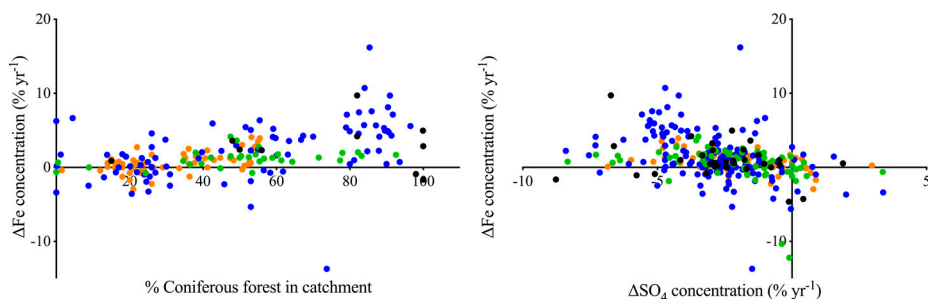 20
10
0
-10
20 40 60 80 100
ΔFe concentration (% yr⁻¹)
% Coniferous forest in catchment
20
10
-10
-10 -5 0 5
ΔFe concentration (% yr⁻¹)
ΔSO₄ concentration (% yr⁻¹)